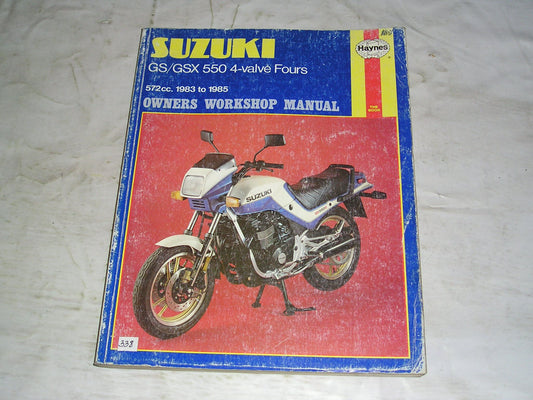 SUZUKI
GS/GSX 550 4-valve Fours
Haynes
572cc. 1983 to 1985
OWNERS WORKSHOP MANUAL
SUZUKI
338